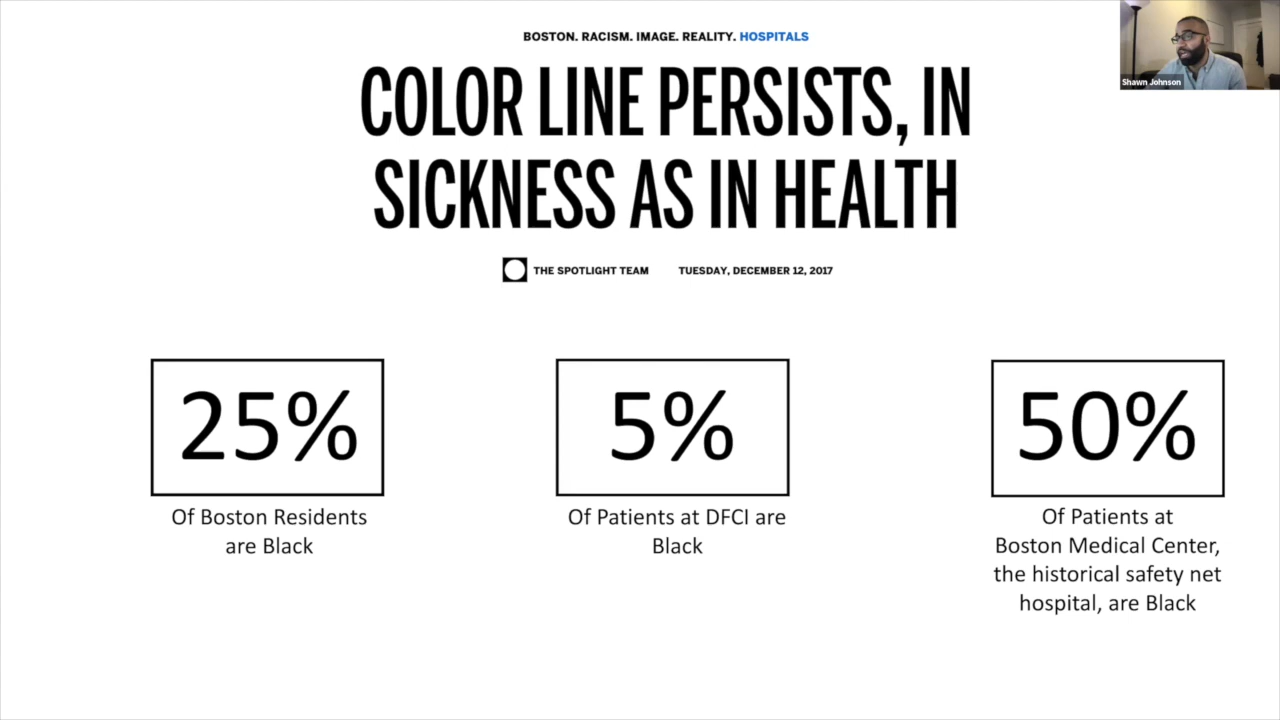 BOSTON. RACISM. IMAGE. REALITY. HOSPITALS
COLOR LINE PERSISTS, IN
SICKNESS AS IN HEALTH
THE SPOTLIGHT TEAM TUESDAY, DECEMBER 12, 2017
Shawn Johnson
25%
Of Boston Residents
are Black
5%
Of Patients at DFCI are
Black
50%
Of Patients at
Boston Medical Center,
the historical safety net
hospital, are Black